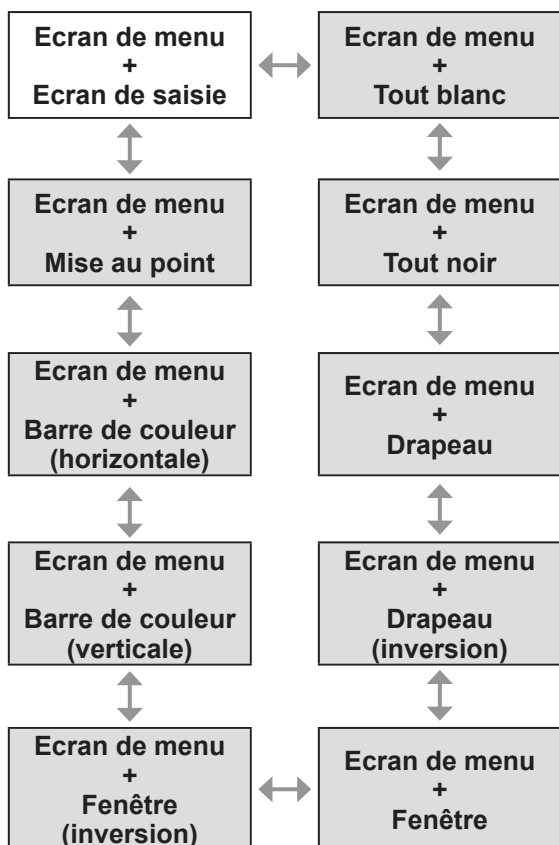 Ecran de menu
+
Ecran de saisie
Ecran de menu
+
Tout blanc
Ecran de menu
+
Mise au point
Ecran de menu
+
Tout noir
Ecran de menu
+
Barre de couleur
(horizontale)
Ecran de menu
+
Drapeau
Ecran de menu
+
Barre de couleur
(verticale)
Ecran de menu
+
Drapeau
(inversion)
Ecran de menu
+
Fenêtre
(inversion)
Ecran de menu
+
Fenêtre